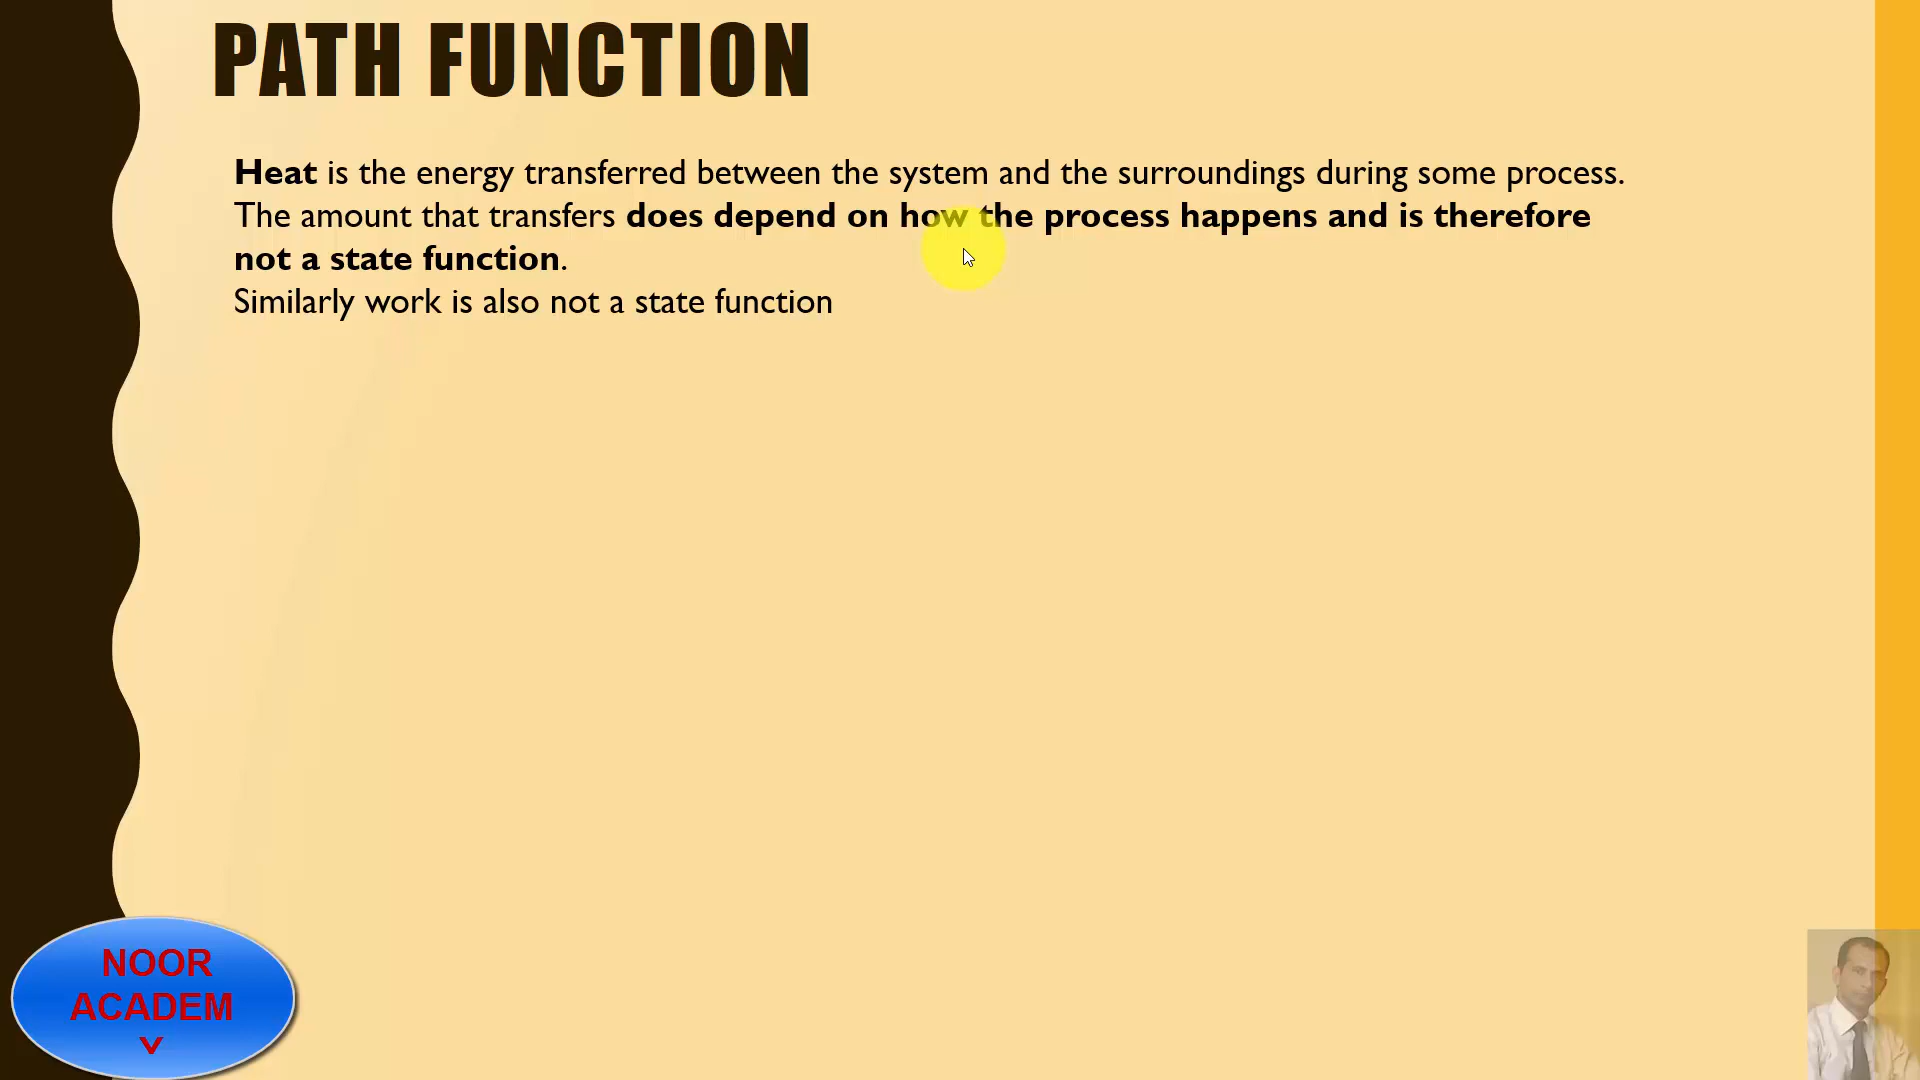 PATH FUNCTION
Heat is the energy transferred between the system and the surroundings during some process.
The amount that transfers does depend on how the process happens and is therefore
not a state function.
Similarly work is also not a state function
NOOR
ACADEM
Y